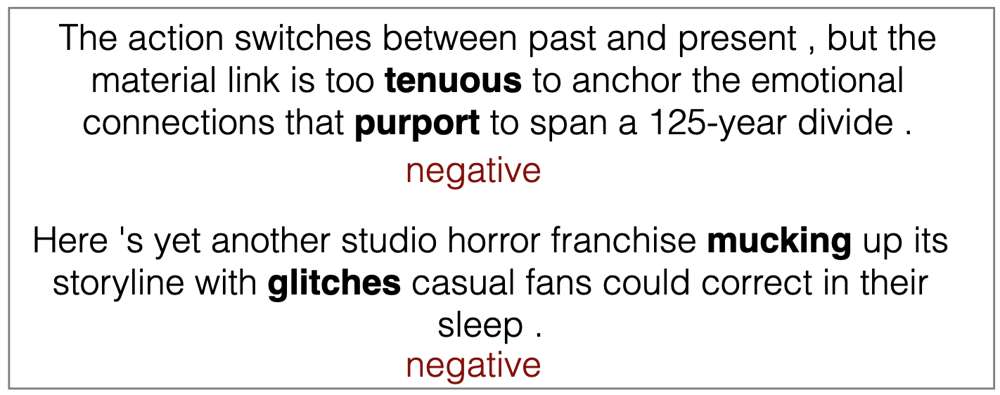 The action switches between past and present , but the
material link is too tenuous to anchor the emotional
connections that purport to span a 125-year divide .
negative
Here 's yet another studio horror franchise mucking up its
storyline with glitches casual fans could correct in their
sleep .
negative